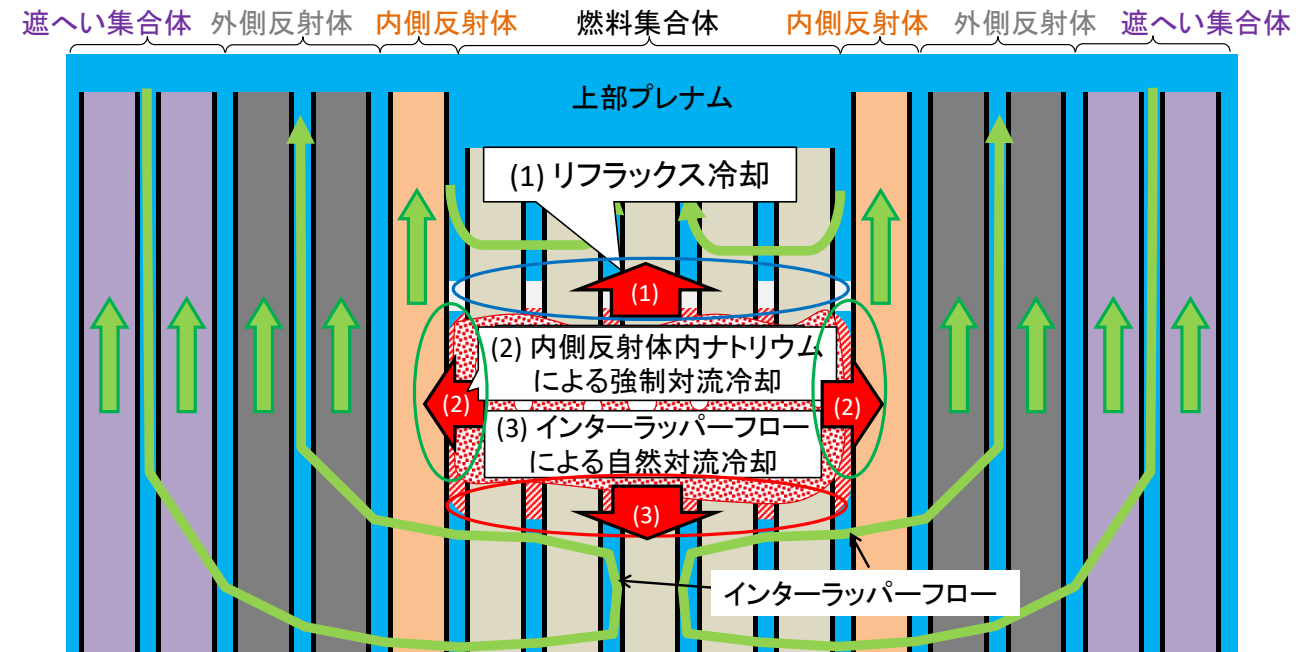 遮へい集合体 外側反射体 内側反射体 燃料集合体 内側反射体 外側反射体 遮へい集合体
上部プレナム
(1) リフラックス冷却
(1)
(2) 内側反射体内ナトリウム
による強制対流冷却
(2)
(2)
(3) インターラッパーフロー
による自然対流冷却
(3)
インターラッパーフロー